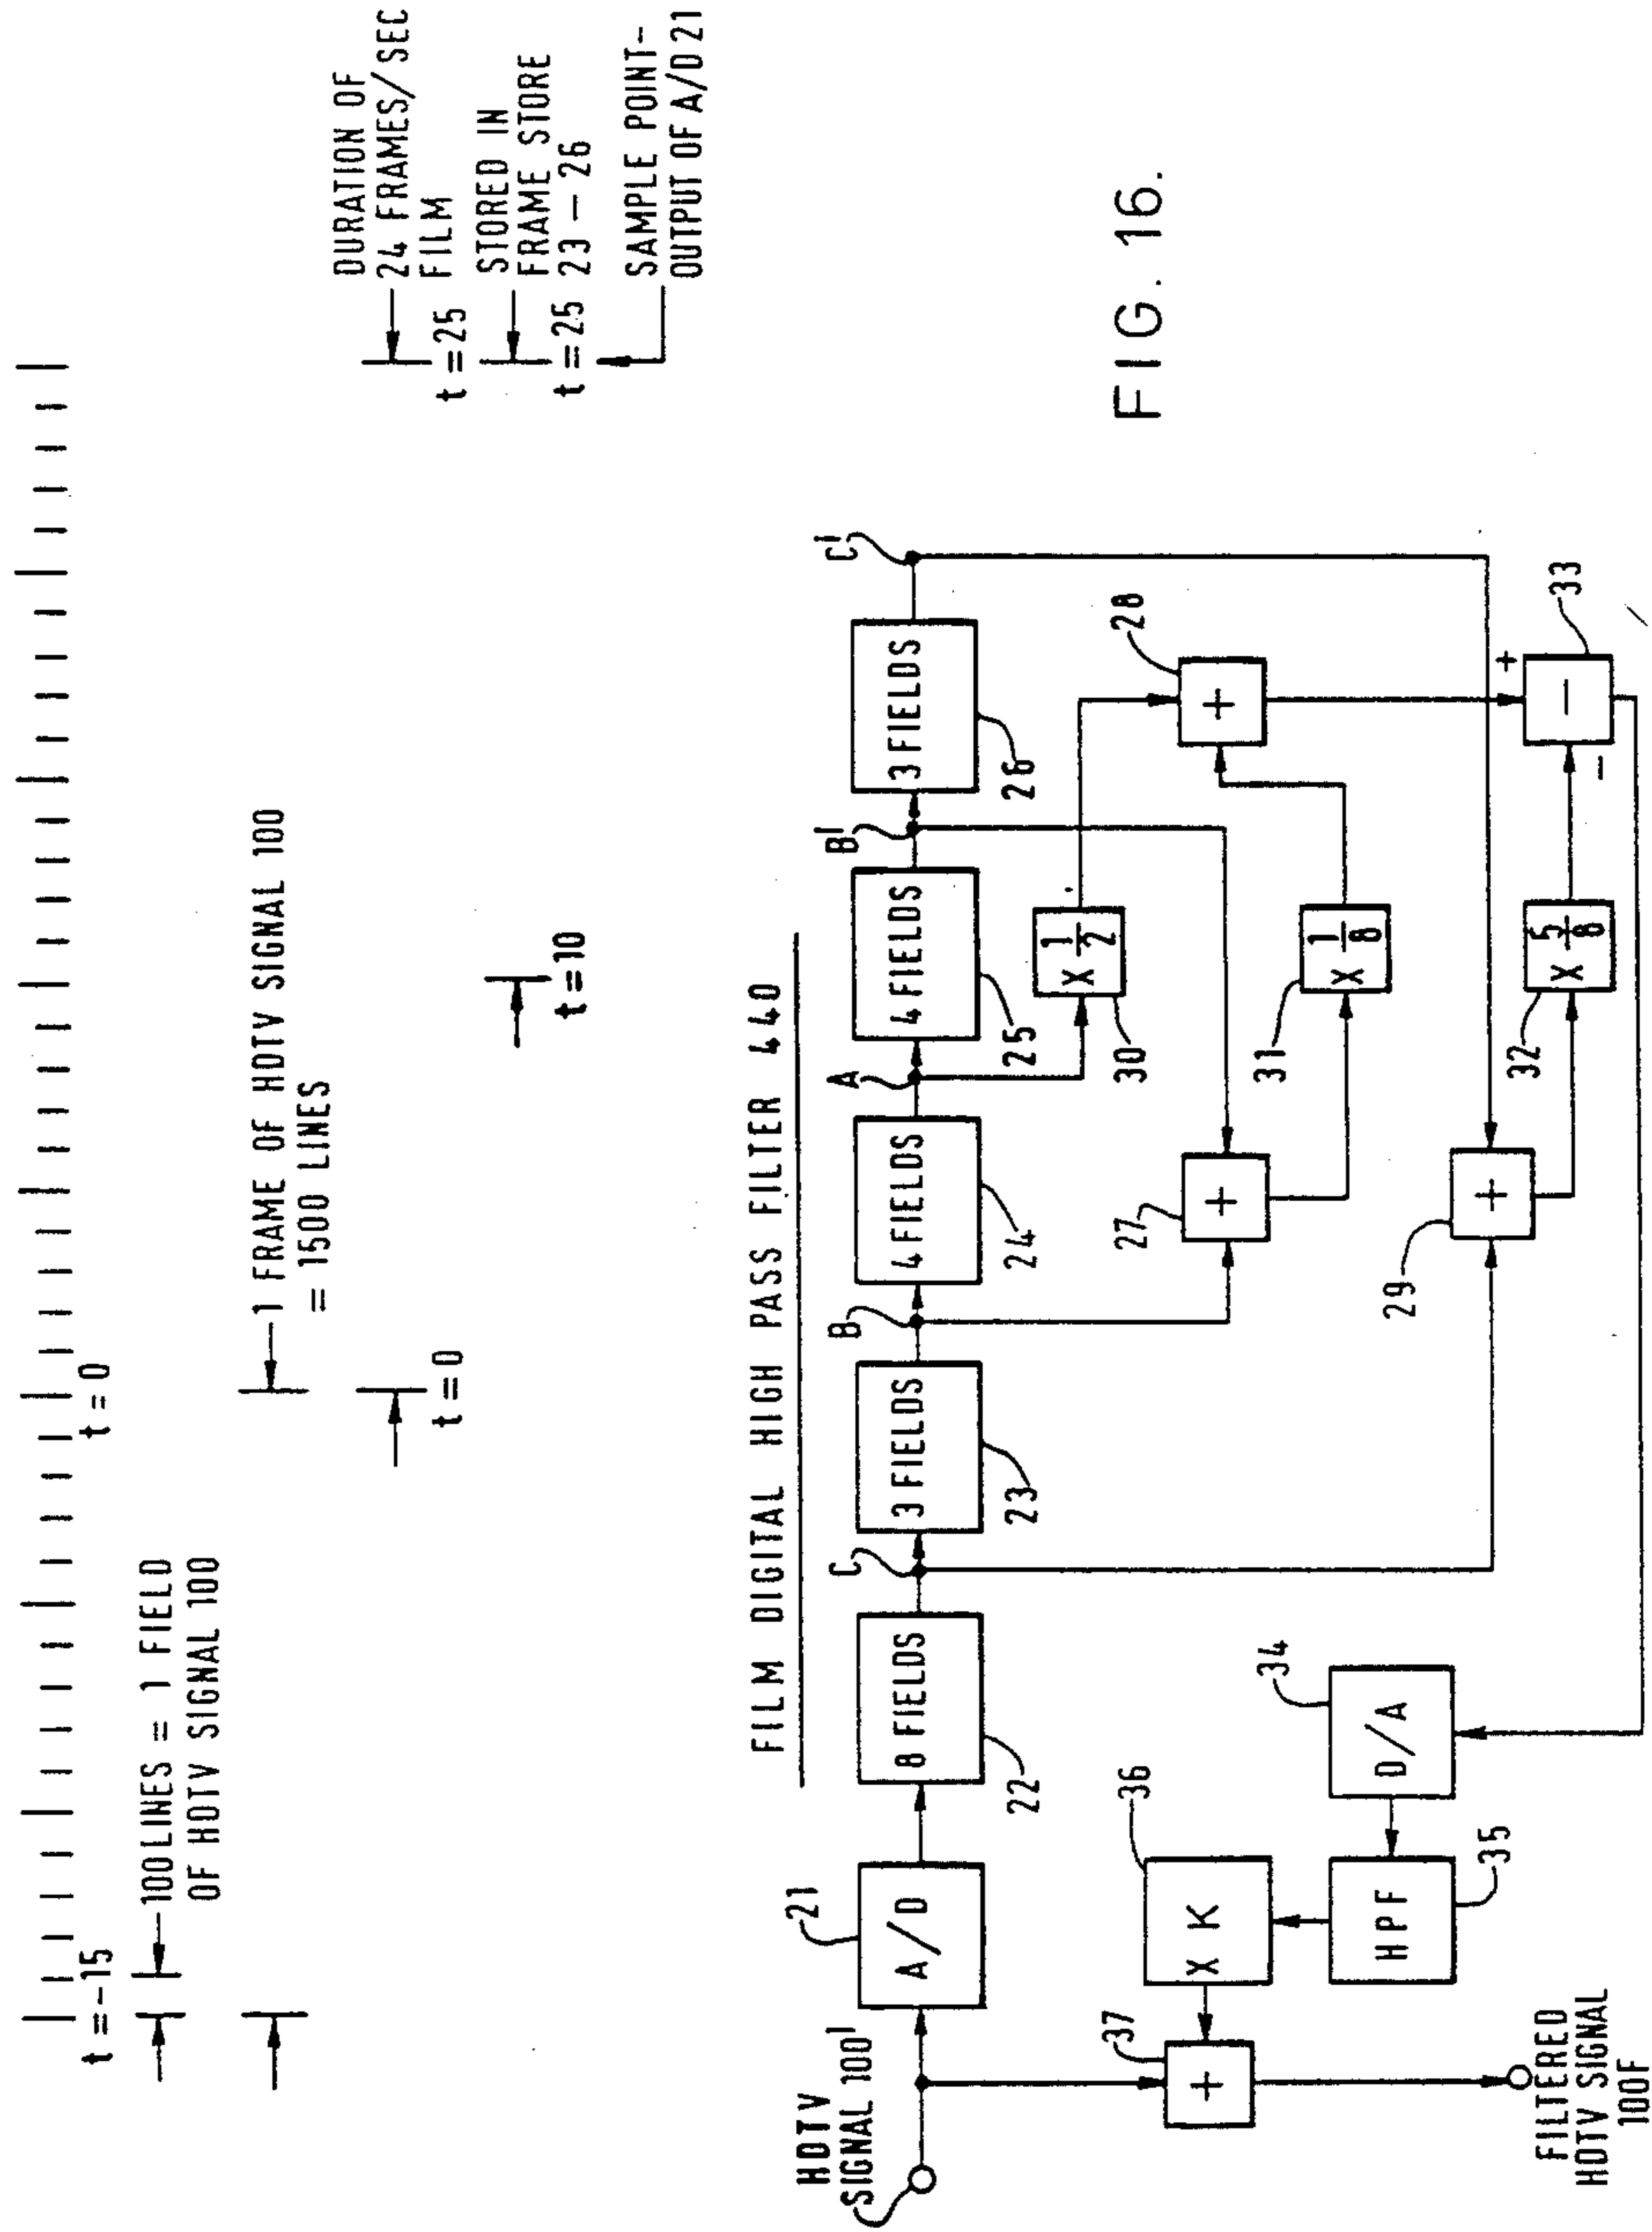 t = -15
t = 0
100 LINES = 1 FIELD
OF HDTV SIGNAL 100
1 FRAME OF HDTV SIGNAL 100
= 1500 LINES
t = 0
DURATION OF
24 FRAMES/SEC
FILM
t = 25
t = 10
STORED IN
FRAME STORE
23 - 26
t = 25
SAMPLE POINT-
OUTPUT OF A/D 21
FILM DIGITAL HIGH PASS FILTER 440
HDTV
SIGNAL 100'
A/D
21
8 FIELDS
22
C
3 FIELDS
23
B
4 FIELDS
24
A
4 FIELDS
25
B'
3 FIELDS
26
C'
X 1/2
30
+
27
+
28
X 1/8
31
+
29
X 5/8
32
+
-
-
33
D/A
34
HPF
35
X K
36
+
37
FILTERED
HDTV SIGNAL
100F
FIG. 16.